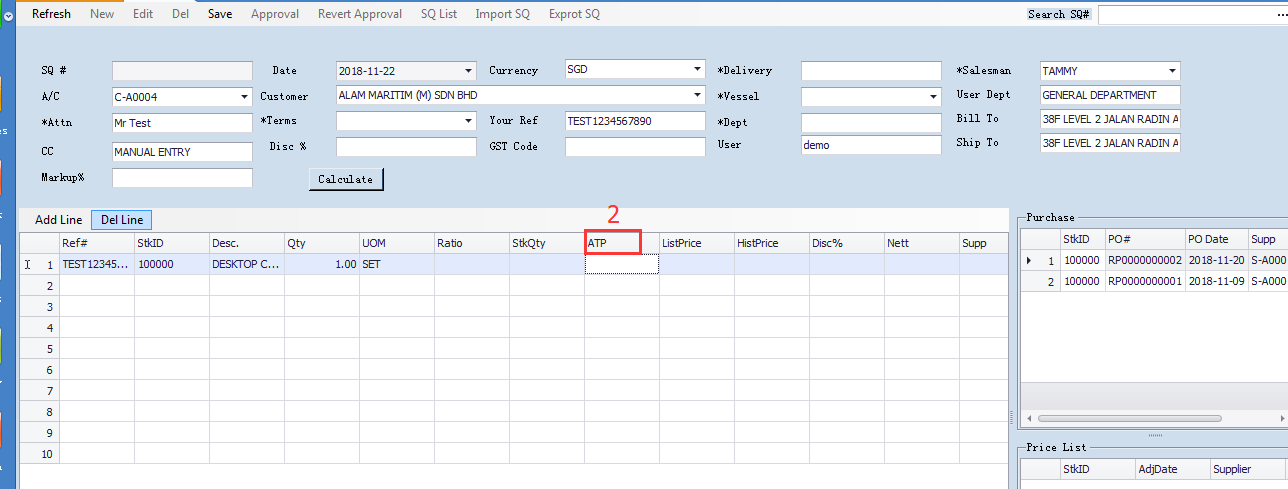 Refresh New Edit Del Save Approval Revert Approval SQ List Import SQ Exprot SQ Search SQ# ...
SQ # Date 2018-11-22 Currency SGD *Delivery *Salesman TAMMY
A/C C-A0004 Customer ALAM MARITIM (M) SDN BHD *Vessel User Dept GENERAL DEPARTMENT
*Attn Mr Test *Terms Your Ref TEST1234567890 *Dept Bill To 38F LEVEL 2 JALAN RADIN A
CC MANUAL ENTRY Disc % GST Code User demo Ship To 38F LEVEL 2 JALAN RADIN A
Markup% Calculate
Add Line Del Line 2
Ref# StkID Desc. Qty UOM Ratio StkQty ATP ListPrice HistPrice Disc% Nett Supp
1 TEST12345... 100000 DESKTOP C... 1.00 SET
2
3
4
5
6
7
8
9
10
Purchase
StkID PO# PO Date Supp
1 100000 RP0000000002 2018-11-20 S-A000
2 100000 RP0000000001 2018-11-09 S-A000
Price List
StkID AdjDate Supplier